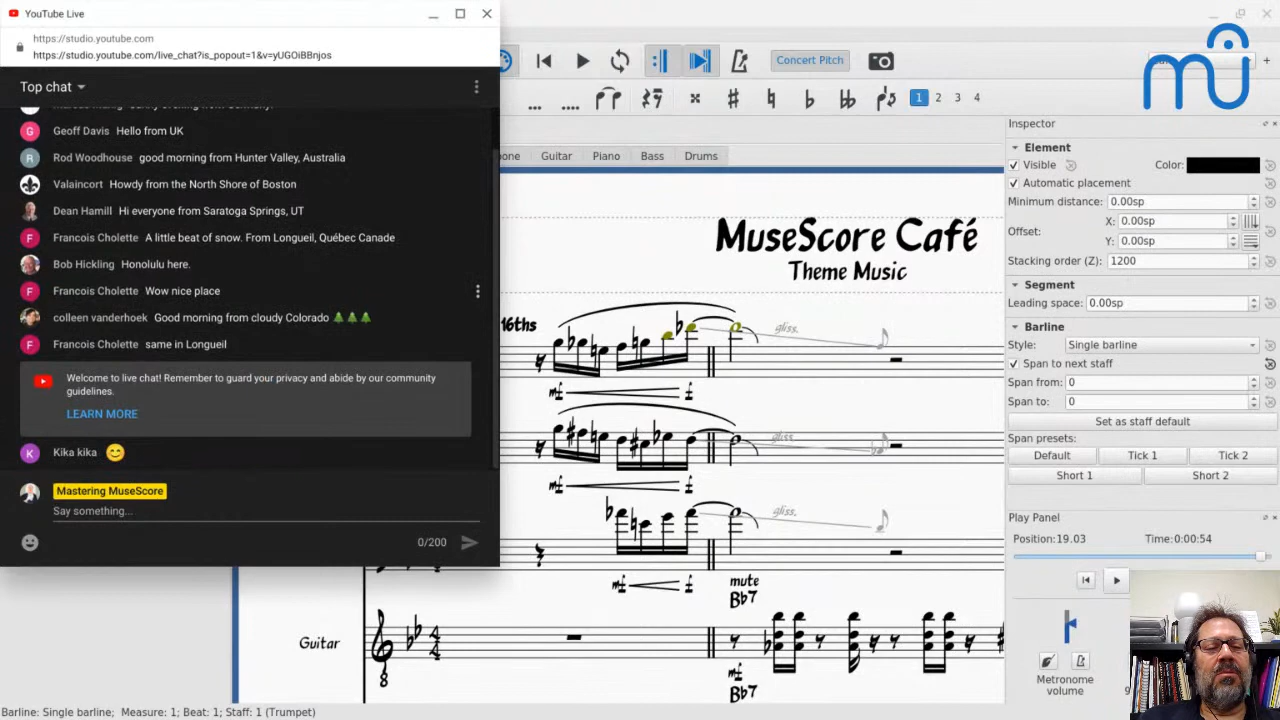 YouTube Live
https://studio.youtube.com
https://studio.youtube.com/live_chat?is_popout=1&v=yUGOiBBnjos
Top chat
Geoff Davis Hello from UK
Rod Woodhouse good morning from Hunter Valley, Australia
Valaincort Howdy from the North Shore of Boston
Dean Hamill Hi everyone from Saratoga Springs, UT
Francois Cholette A little beat of snow. From Longueil, Québec Canade
Bob Hickling Honolulu here.
Francois Cholette Wow nice place
colleen vanderhoek Good morning from cloudy Colorado 🌲🌲🌲
Francois Cholette same in Longueil
Welcome to live chat! Remember to guard your privacy and abide by our community
guidelines.
LEARN MORE
Kika kika 😊
Mastering MuseScore
Say something...
0/200
Concert Pitch
1 2 3 4
Guitar Piano Bass Drums
MuseScore Café
Theme Music
16ths
gliss.
mf f
gliss.
mf f
gliss.
mf f
mute
Bb7
Guitar
mf
Bb7
Inspector
Element
Visible Color:
Automatic placement
Minimum distance: 0.00sp
Offset: X: 0.00sp
Y: 0.00sp
Stacking order (Z): 1200
Segment
Leading space: 0.00sp
Barline
Style: Single barline
Span to next staff
Span from: 0
Span to: 0
Set as staff default
Span presets:
Default Tick 1 Tick 2
Short 1 Short 2
Play Panel
Position:19.03 Time:0:00:54
Metronome
volume
Barline: Single barline; Measure: 1; Beat: 1; Staff: 1 (Trumpet)